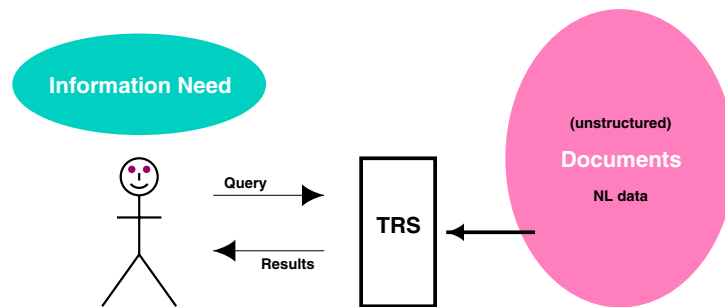 Information Need
(unstructured)
Documents
NL data
Query
TRS
Results